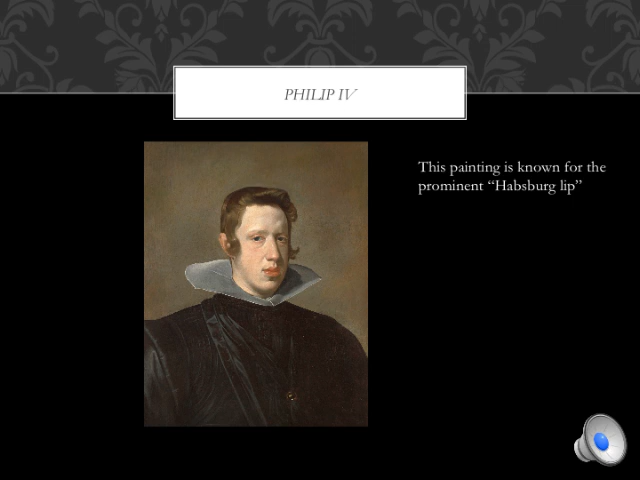 PHILIP IV
This painting is known for the
prominent “Habsburg lip”